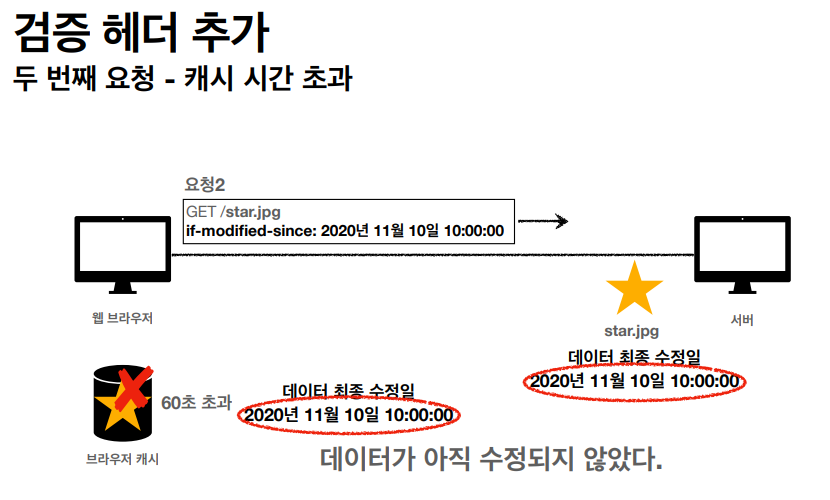 검증 헤더 추가
두 번째 요청 - 캐시 시간 초과
요청2
GET /star.jpg
if-modified-since: 2020년 11월 10일 10:00:00
웹 브라우저
star.jpg
서버
데이터 최종 수정일
2020년 11월 10일 10:00:00
60초 초과
데이터 최종 수정일
2020년 11월 10일 10:00:00
브라우저 캐시
데이터가 아직 수정되지 않았다.